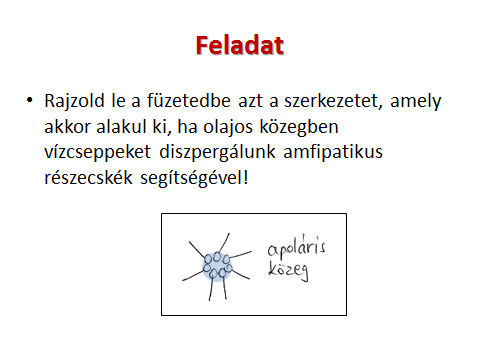 Feladat
• Rajzold le a füzetedbe azt a szerkezetet, amely
akkor alakul ki, ha olajos közegben
vízcseppeket diszpergálunk amfipatikus
részecskék segítségével!
apoláris
közeg